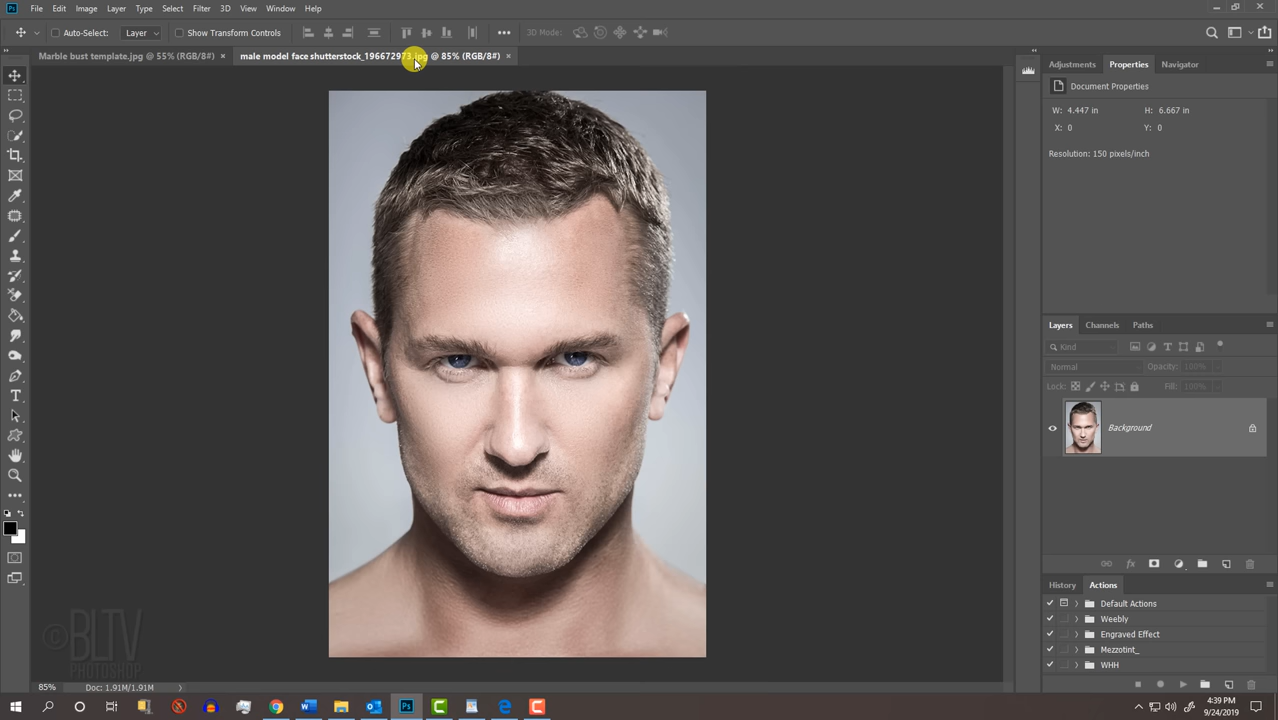 Ps File Edit Image Layer Type Select Filter 3D View Window Help
Auto-Select: Layer Show Transform Controls 3D Mode:
Marble bust template.jpg @ 55% (RGB/8#) × male model face shutterstock_196672973.jpg @ 85% (RGB/8#) ×
Adjustments Properties Navigator
Document Properties
W: 4.447 in H: 6.667 in
X: 0 Y: 0
Resolution: 150 pixels/inch
Layers Channels Paths
Kind
Normal Opacity: 100%
Lock: Fill: 100%
Background
History Actions
Default Actions
Weebly
Engraved Effect
Mezzotint_
WHH
©BLTV
PHOTOSHOP
85% Doc: 1.91M/1.91M
Ps
4:39 PM
9/24/2019